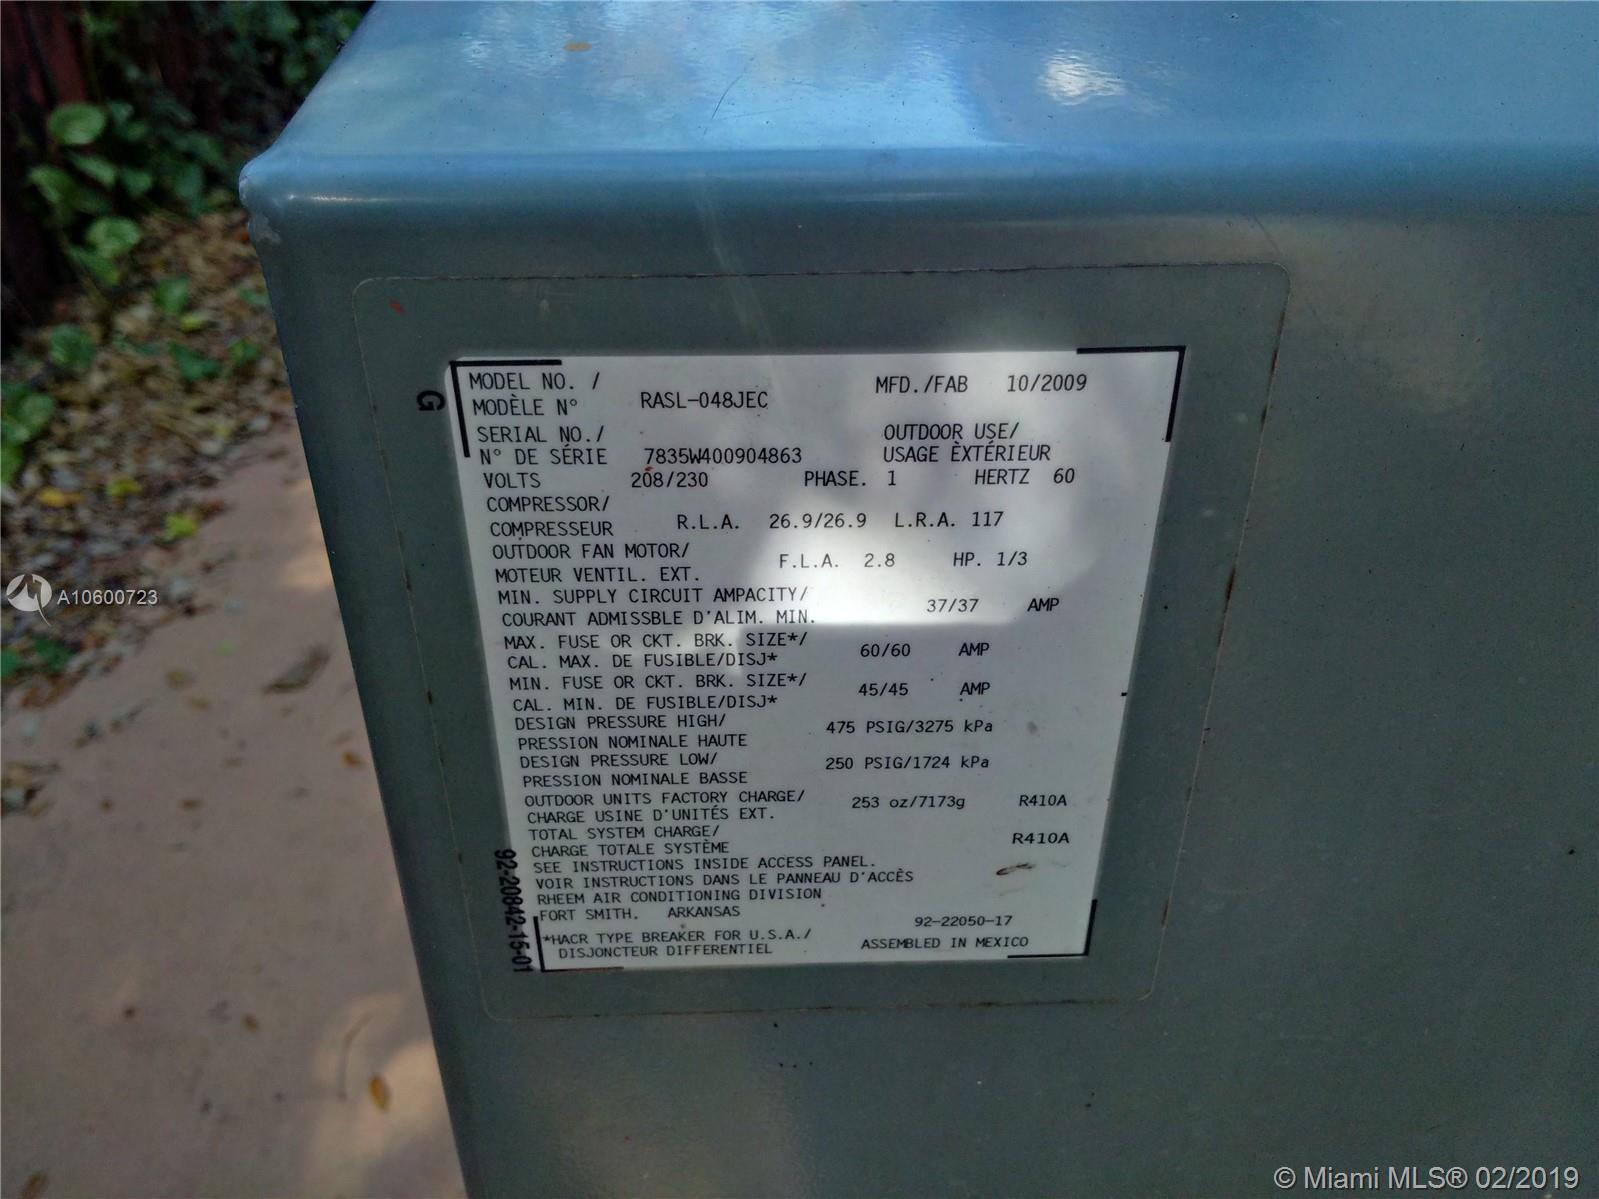 MODEL NO. / MFD./FAB 10/2009
MODÈLE N° RASL-048JEC
SERIAL NO./ OUTDOOR USE/
N° DE SÉRIE 7835W400904863 USAGE ÈXTÉRIEUR
VOLTS 208/230 PHASE. 1 HERTZ 60
COMPRESSOR/
COMPRESSEUR R.L.A. 26.9/26.9 L.R.A. 117
OUTDOOR FAN MOTOR/ F.L.A. 2.8 HP. 1/3
MOTEUR VENTIL. EXT.
MIN. SUPPLY CIRCUIT AMPACITY/ 37/37 AMP
COURANT ADMISSBLE D'ALIM. MIN.
MAX. FUSE OR CKT. BRK. SIZE*/ 60/60 AMP
CAL. MAX. DE FUSIBLE/DISJ*
MIN. FUSE OR CKT. BRK. SIZE*/ 45/45 AMP
CAL. MIN. DE FUSIBLE/DISJ*
DESIGN PRESSURE HIGH/ 475 PSIG/3275 kPa
PRESSION NOMINALE HAUTE
DESIGN PRESSURE LOW/ 250 PSIG/1724 kPa
PRESSION NOMINALE BASSE
OUTDOOR UNITS FACTORY CHARGE/ 253 oz/7173g R410A
CHARGE USINE D'UNITÉS EXT.
TOTAL SYSTEM CHARGE/ R410A
CHARGE TOTALE SYSTÈME
SEE INSTRUCTIONS INSIDE ACCESS PANEL.
VOIR INSTRUCTIONS DANS LE PANNEAU D'ACCÈS
RHEEM AIR CONDITIONING DIVISION
FORT SMITH. ARKANSAS 92-22050-17
*HACR TYPE BREAKER FOR U.S.A./ ASSEMBLED IN MEXICO
DISJONCTEUR DIFFERENTIEL
G
92-20842-15-01
A10600723
© Miami MLS® 02/2019